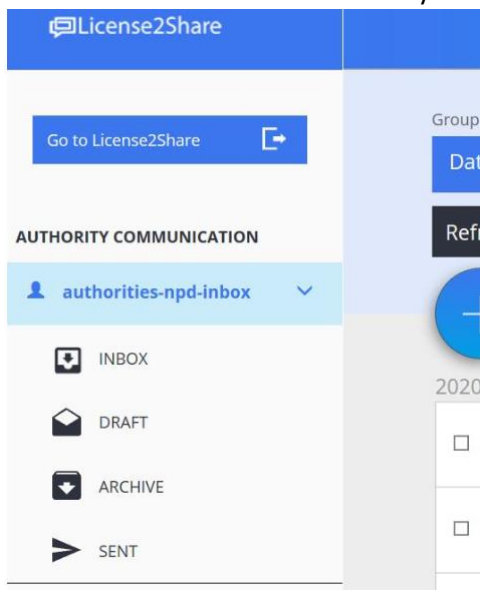 License2Share
Go to License2Share
AUTHORITY COMMUNICATION
authorities-npd-inbox
INBOX
DRAFT
ARCHIVE
SENT
Group
Dat
Refr
2020